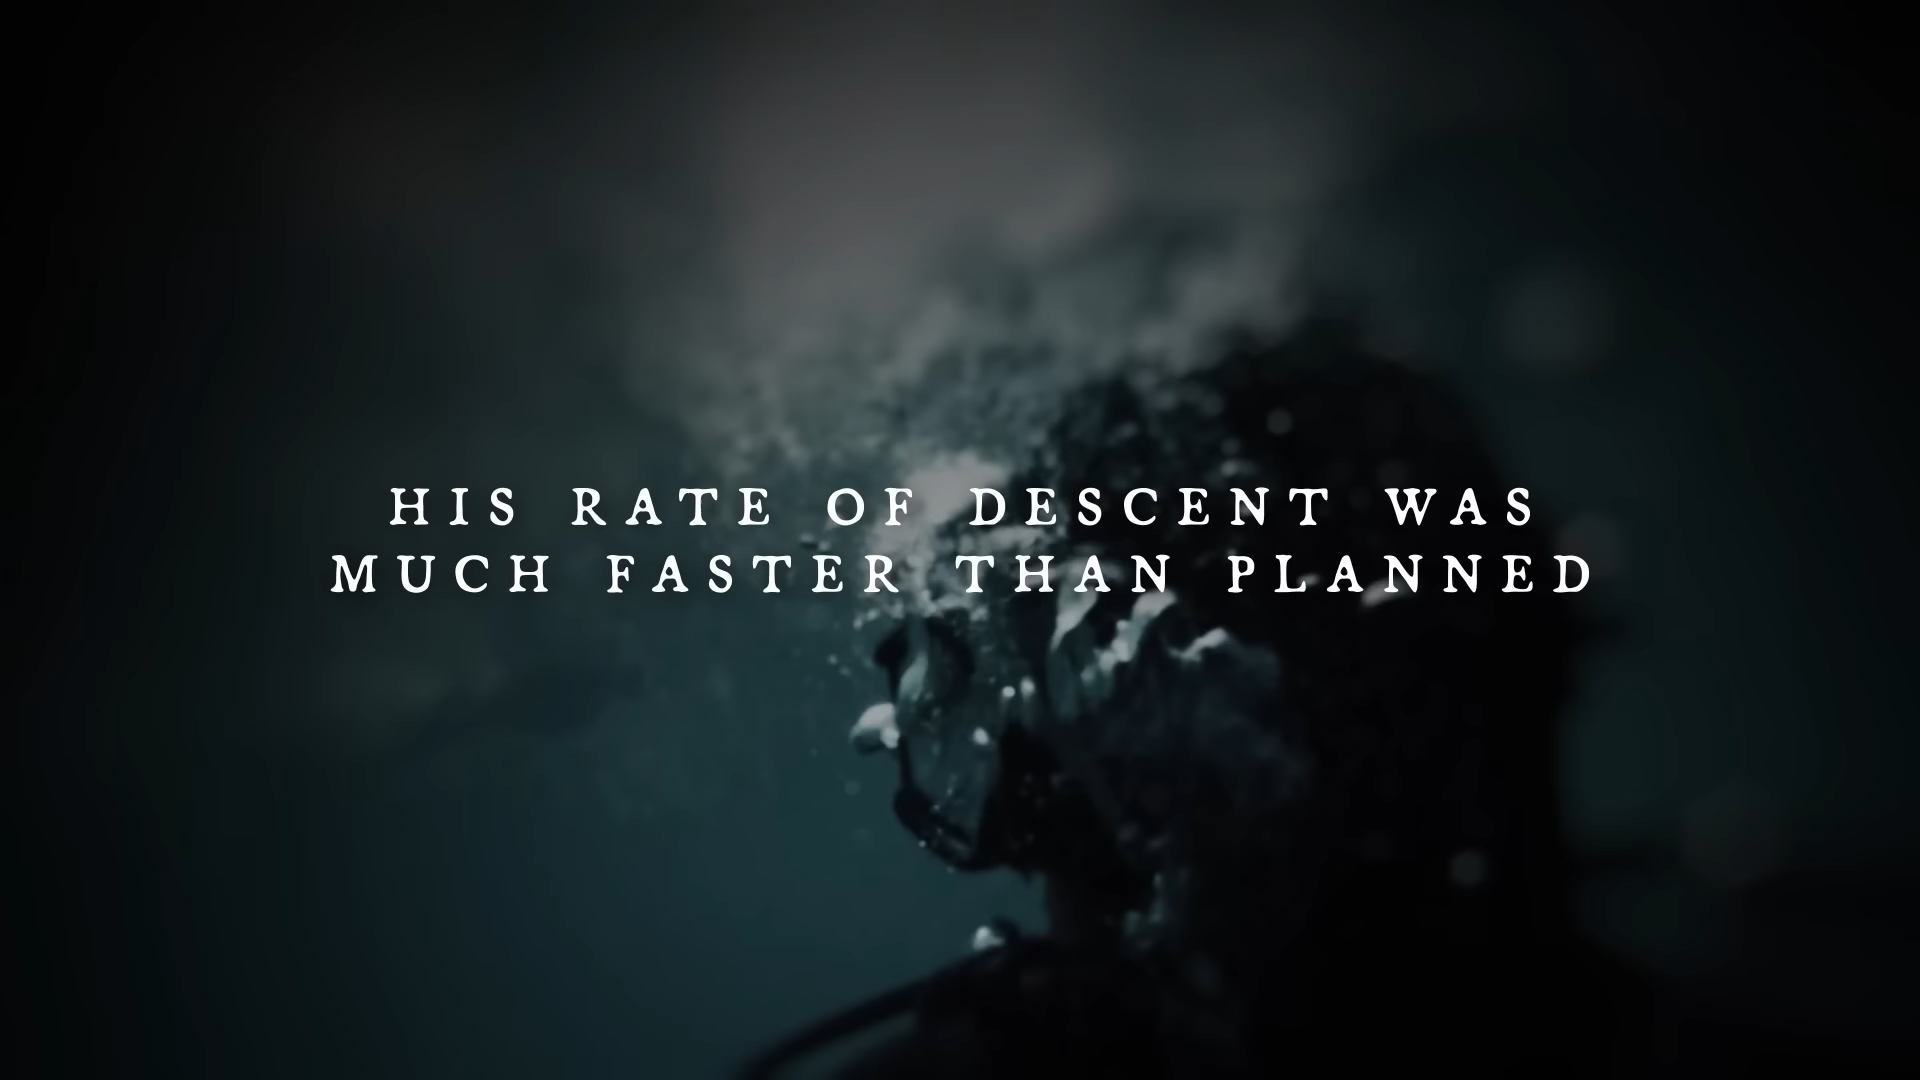 HIS RATE OF DESCENT WAS
MUCH FASTER THAN PLANNED